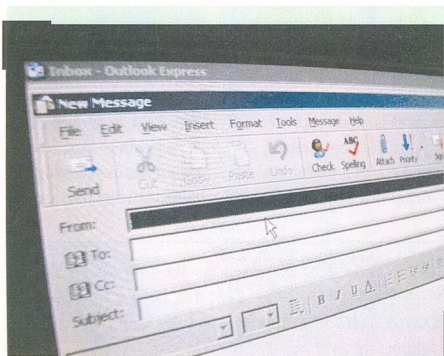 Inbox - Outlook Express
New Message
File Edit View Insert Format Tools Message Help
Send Cut Copy Paste Undo ABC Check Spelling Attach Priority
From:
To:
Cc:
Subject:
B I U A